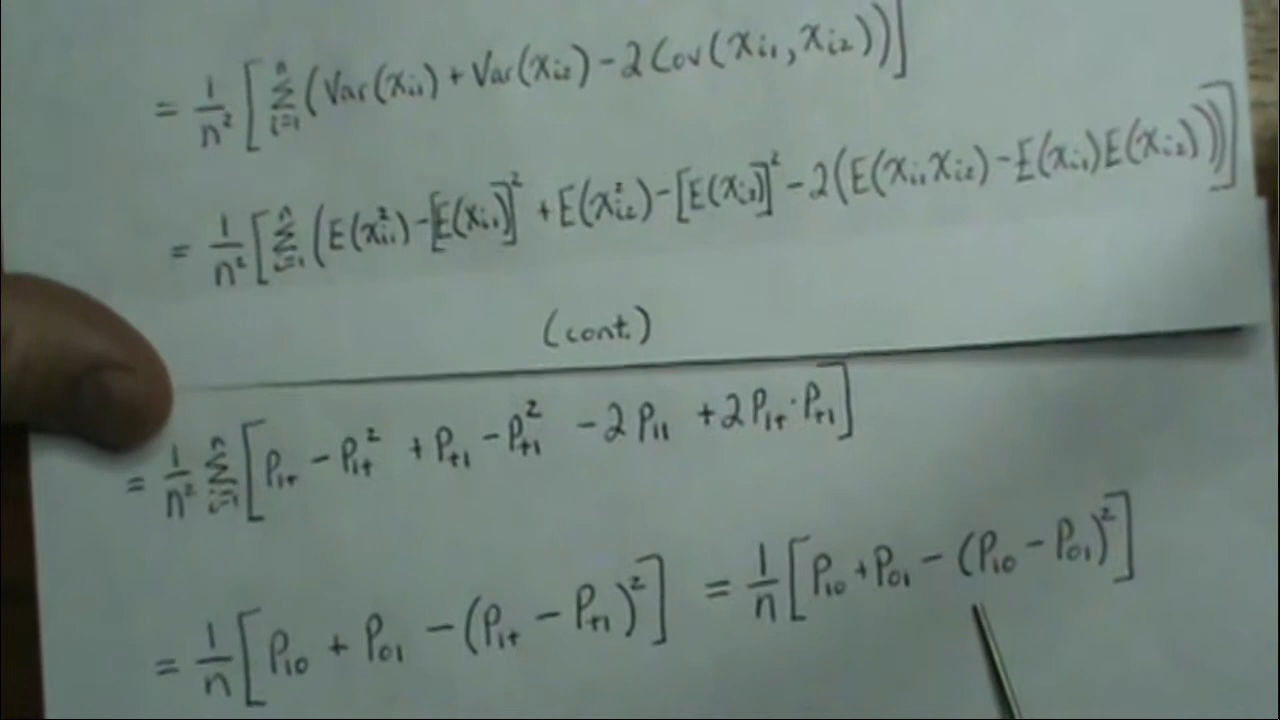 = 1/n² [ Σ_{i=1}^{n} (Var(x_{i1}) + Var(x_{i2}) - 2 Cov(x_{i1}, x_{i2}))]
= 1/n² [ Σ_{i=1}^{n} (E(x_{i1}²) - [E(x_{i1})]² + E(x_{i2}²) - [E(x_{i2})]² - 2(E(x_{i1} x_{i2}) - E(x_{i1})E(x_{i2})))]
(cont.)
= 1/n² Σ_{i=1}^{n} [P_{1+} - P_{1+}² + P_{+1} - P_{+1}² - 2P_{11} + 2P_{1+} · P_{+1}]
= 1/n [P_{10} + P_{01} - (P_{1+} - P_{+1})²] = 1/n [P_{10} + P_{01} - (P_{10} - P_{01})²]